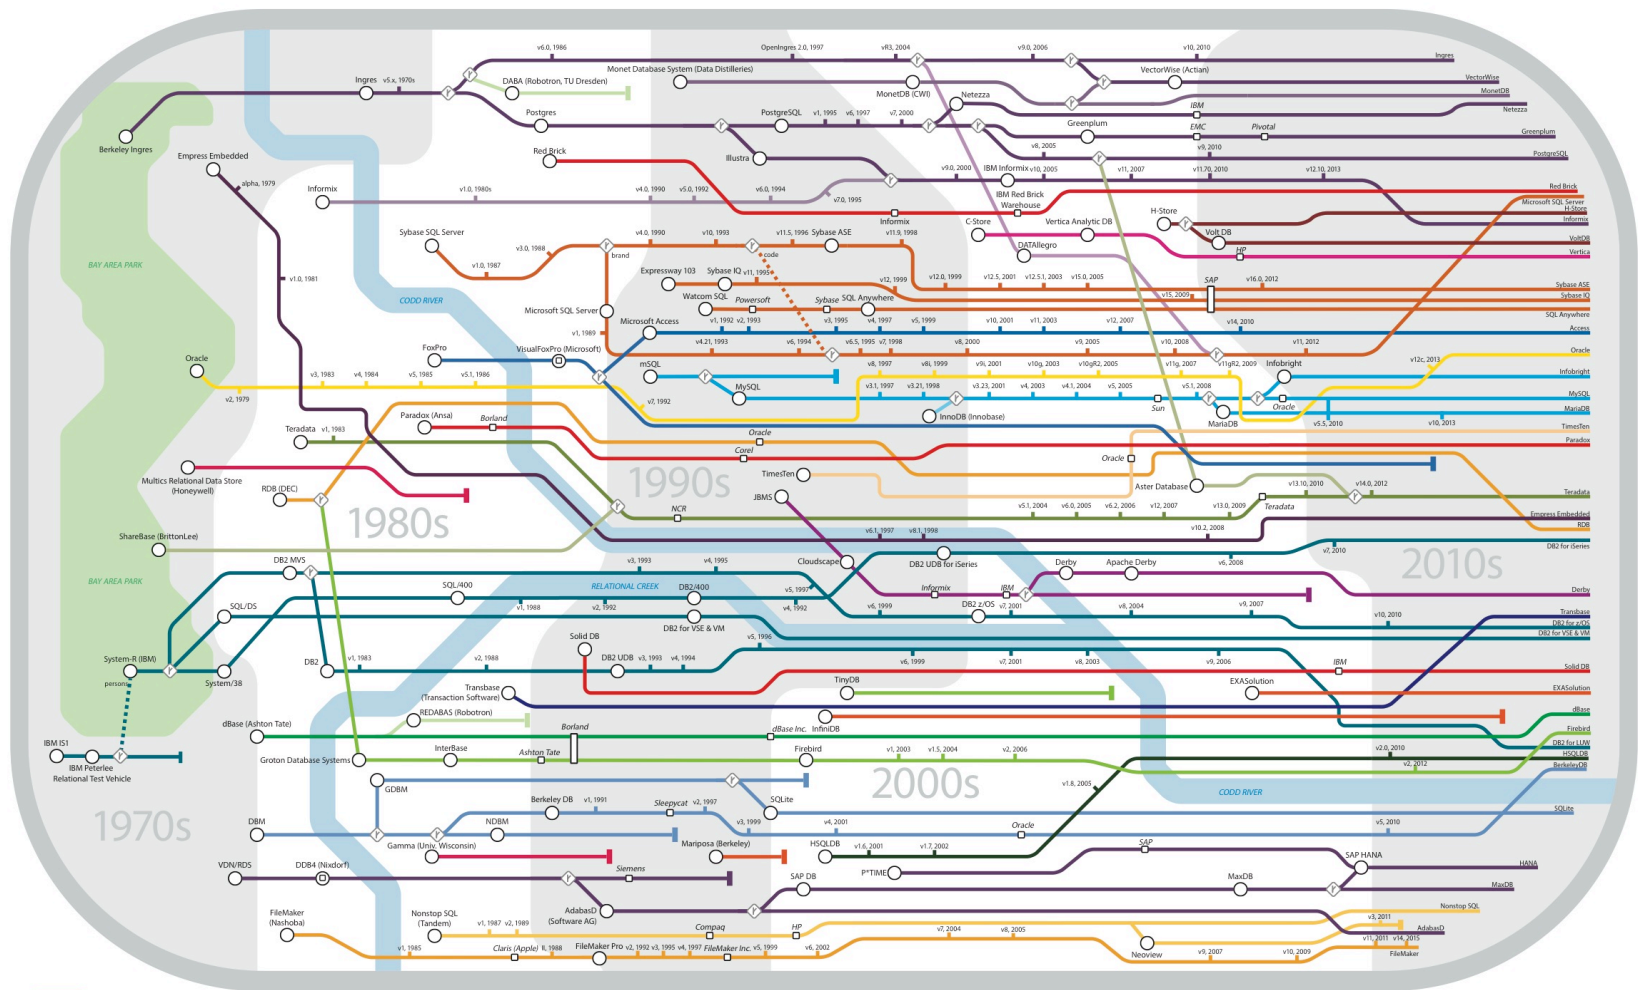 v6.0, 1986
OpenIngres 2.0, 1997
vR3, 2004
v9.0, 2006
v10, 2010
Ingres
Ingres
v5.x, 1970s
DABA (Robotron, TU Dresden)
Monet Database System (Data Distilleries)
MonetDB (CWI)
Netezza
VectorWise (Actian)
VectorWise
MonetDB
IBM
Netezza
Berkeley Ingres
Postgres
PostgreSQL
v1, 1995
v6, 1997
v7, 2000
Greenplum
EMC
Pivotal
Greenplum
Empress Embedded
alpha, 1979
Red Brick
Illustra
v8, 2005
v9, 2010
PostgreSQL
v9.0, 2000
IBM Informix
v10, 2005
v11, 2007
v11.70, 2010
v12.10, 2013
Informix
v1.0, 1980s
v4.0, 1990
v5.0, 1992
v6.0, 1994
v7.0, 1995
IBM Red Brick
Warehouse
Red Brick
Microsoft SQL Server
H-Store
Informix
Informix
C-Store
Vertica Analytic DB
H-Store
Volt DB
VoltDB
HP
Vertica
Sybase SQL Server
v1.0, 1987
v3.0, 1988
brand
v4.0, 1990
v10, 1993
code
v11.5, 1996
Sybase ASE
v11.9, 1998
DATAllegro
BAY AREA PARK
v1.0, 1981
Expressway 103
Sybase IQ
v11, 1995
v12, 1999
v12.0, 1999
v12.5, 2001
v12.5.1, 2003
v15.0, 2005
SAP
v16.0, 2012
Sybase ASE
v15, 2009
Sybase IQ
CODD RIVER
Watcom SQL
Powersoft
Sybase
SQL Anywhere
SQL Anywhere
Microsoft SQL Server
v1, 1989
Microsoft Access
v1, 1992
v2, 1993
v3, 1995
v4, 1997
v5, 1999
v10, 2001
v11, 2003
v12, 2007
v14, 2010
Access
FoxPro
VisualFoxPro (Microsoft)
v4.21, 1993
v6, 1994
v6.5, 1995
v7, 1998
v8, 2000
v9, 2005
v10, 2008
v11, 2012
Oracle
Oracle
v2, 1979
v3, 1983
v4, 1984
v5, 1985
v5.1, 1986
v7, 1992
mSQL
v8, 1997
v8i, 1999
v9i, 2001
v10g, 2003
v10gR2, 2005
v11g, 2007
v11gR2, 2009
Infobright
v12c, 2013
Infobright
MySQL
v3.1, 1997
v3.21, 1998
v3.23, 2001
v4, 2003
v4.1, 2004
v5, 2005
Sun
v5.1, 2008
Oracle
MySQL
InnoDB (Innobase)
MariaDB
v5.5, 2010
v10, 2013
MariaDB
Paradox (Ansa)
Borland
Teradata
v1, 1983
Oracle
Corel
TimesTen
Paradox
Multics Relational Data Store
(Honeywell)
RDB (DEC)
1980s
1990s
TimesTen
Oracle
JBMS
Aster Database
v13.10, 2010
v14.0, 2012
Teradata
NCR
v5.1, 2004
v6.0, 2005
v6.2, 2006
v12, 2007
v13.0, 2009
Teradata
Empress Embedded
RDB
ShareBase (BrittonLee)
v6.1, 1997
v8.1, 1998
v10.2, 2008
v7, 2010
DB2 for iSeries
2010s
DB2 MVS
v3, 1993
v4, 1995
Cloudscape
DB2 UDB for iSeries
v6, 2008
Derby
Apache Derby
BAY AREA PARK
SQL/400
RELATIONAL CREEK
DB2/400
v5, 1997
Informix
IBM
Derby
SQL/DS
v1, 1988
v2, 1992
v4, 1992
v6, 1999
DB2 z/OS
v7, 2001
v8, 2004
v9, 2007
v10, 2010
Transbase
DB2 for z/OS
DB2 for VSE & VM
DB2 for VSE & VM
System-R (IBM)
persons
System/38
DB2
v1, 1983
v2, 1988
Solid DB
DB2 UDB
v3, 1993
v4, 1994
v5, 1996
v6, 1999
v7, 2001
v8, 2003
v9, 2006
IBM
Solid DB
Transbase
(Transaction Software)
TinyDB
EXASolution
EXASolution
dBase (Ashton Tate)
REDABAS (Robotron)
Borland
dBase Inc.
InfiniDB
dBase
IBM IS1
IBM Peterlee
Relational Test Vehicle
Groton Database Systems
InterBase
Ashton Tate
Firebird
v1, 2003
v1.5, 2004
v2, 2006
Firebird
DB2 for LUW
v2.0, 2010
HSQLDB
v2, 2012
BerkeleyDB
GDBM
2000s
v1.8, 2005
CODD RIVER
1970s
DBM
NDBM
Berkeley DB
v1, 1991
Sleepycat
v2, 1997
SQLite
v3, 1999
v4, 2001
Oracle
v5, 2010
SQLite
Gamma (Univ. Wisconsin)
Mariposa (Berkeley)
HSQLDB
v1.6, 2001
v1.7, 2002
SAP
SAP HANA
HANA
VDN/RDS
DDB4 (Nixdorf)
Siemens
SAP DB
P*TIME
MaxDB
MaxDB
AdabasD
(Software AG)
FileMaker
(Nashoba)
Nonstop SQL
(Tandem)
v1, 1987
v2, 1989
Compaq
HP
Nonstop SQL
v3, 2011
AdabasD
v1, 1985
Claris (Apple)
II, 1988
FileMaker Pro
v2, 1992
v3, 1995
v4, 1997
FileMaker Inc.
v5, 1999
v6, 2002
v7, 2004
v8, 2005
Neoview
v9, 2007
v10, 2009
v11, 2011
v14, 2015
FileMaker